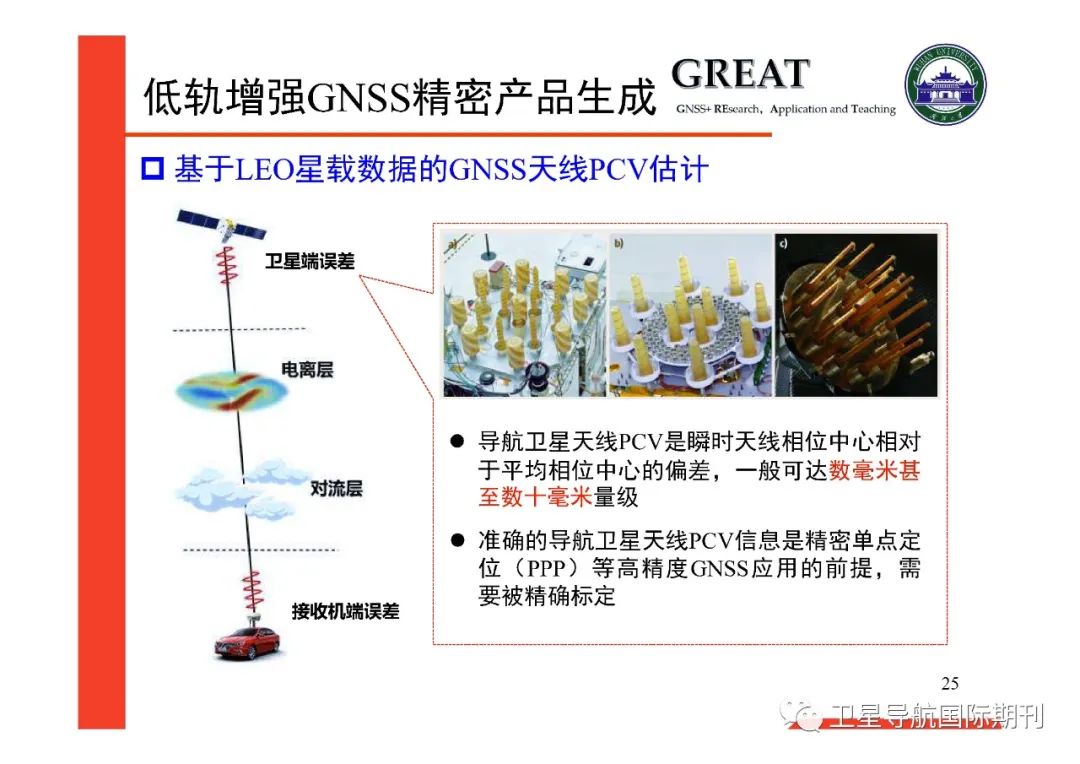 低轨增强GNSS精密产品生成
GREAT
GNSS+ REsearch, Application and Teaching
WUHAN UNIVERSITY
基于LEO星载数据的GNSS天线PCV估计
卫星端误差
电离层
对流层
接收机端误差
a)
b)
c)
导航卫星天线PCV是瞬时天线相位中心相对
于平均相位中心的偏差，一般可达数毫米甚
至数十毫米量级
准确的导航卫星天线PCV信息是精密单点定
位（PPP）等高精度GNSS应用的前提，需
要被精确标定
25
卫星导航国际期刊